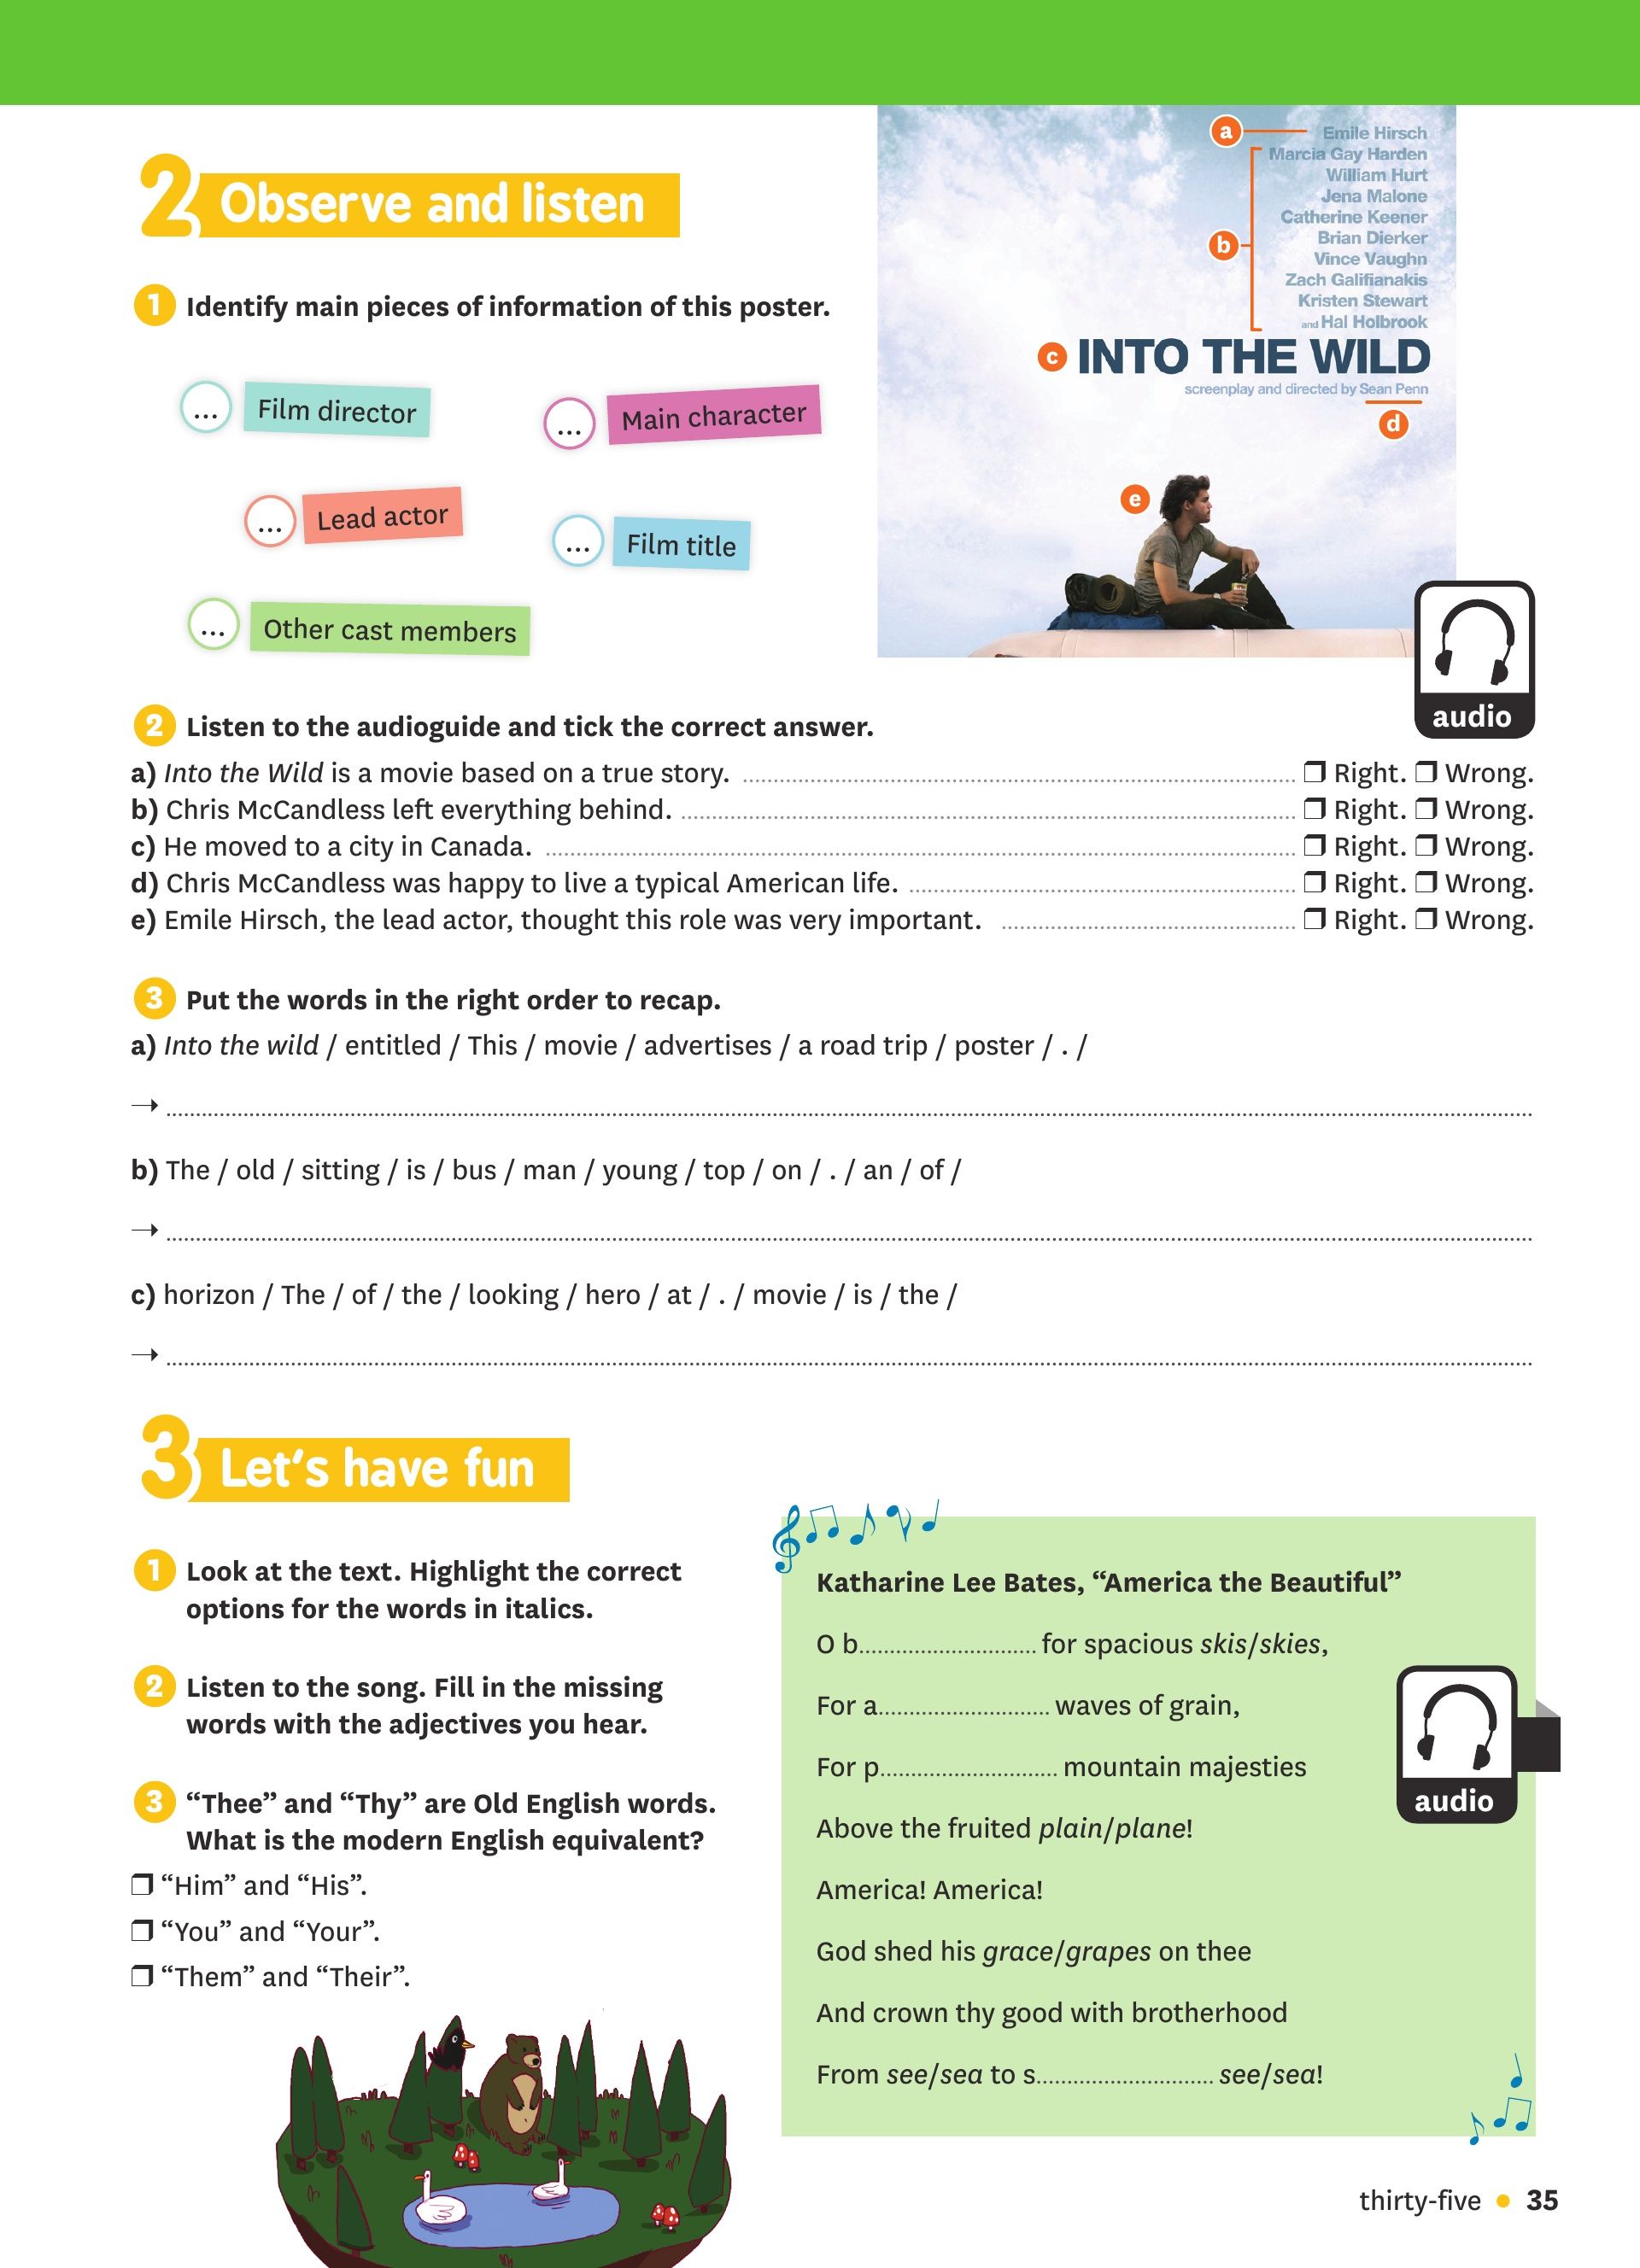 2 Observe and listen
1 Identify main pieces of information of this poster.
... Film director
... Main character
... Lead actor
... Film title
... Other cast members
a Emile Hirsch
Marcia Gay Harden
William Hurt
Jena Malone
Catherine Keener
b Brian Dierker
Vince Vaughn
Zach Galifianakis
Kristen Stewart
and Hal Holbrook
c INTO THE WILD
screenplay and directed by Sean Penn
d
e
audio
2 Listen to the audioguide and tick the correct answer.
a) Into the Wild is a movie based on a true story. ❒ Right. ❒ Wrong.
b) Chris McCandless left everything behind. ❒ Right. ❒ Wrong.
c) He moved to a city in Canada. ❒ Right. ❒ Wrong.
d) Chris McCandless was happy to live a typical American life. ❒ Right. ❒ Wrong.
e) Emile Hirsch, the lead actor, thought this role was very important. ❒ Right. ❒ Wrong.
3 Put the words in the right order to recap.
a) Into the wild / entitled / This / movie / advertises / a road trip / poster / . /
→
b) The / old / sitting / is / bus / man / young / top / on / . / an / of /
→
c) horizon / The / of / the / looking / hero / at / . / movie / is / the /
→
3 Let's have fun
1 Look at the text. Highlight the correct
options for the words in italics.
2 Listen to the song. Fill in the missing
words with the adjectives you hear.
3 “Thee” and “Thy” are Old English words.
What is the modern English equivalent?
❒ “Him” and “His”.
❒ “You” and “Your”.
❒ “Them” and “Their”.
Katharine Lee Bates, “America the Beautiful”
O b........................... for spacious skis/skies,
For a.......................... waves of grain,
For p........................... mountain majesties
Above the fruited plain/plane!
America! America!
God shed his grace/grapes on thee
And crown thy good with brotherhood
From see/sea to s........................... see/sea!
audio
thirty-five • 35